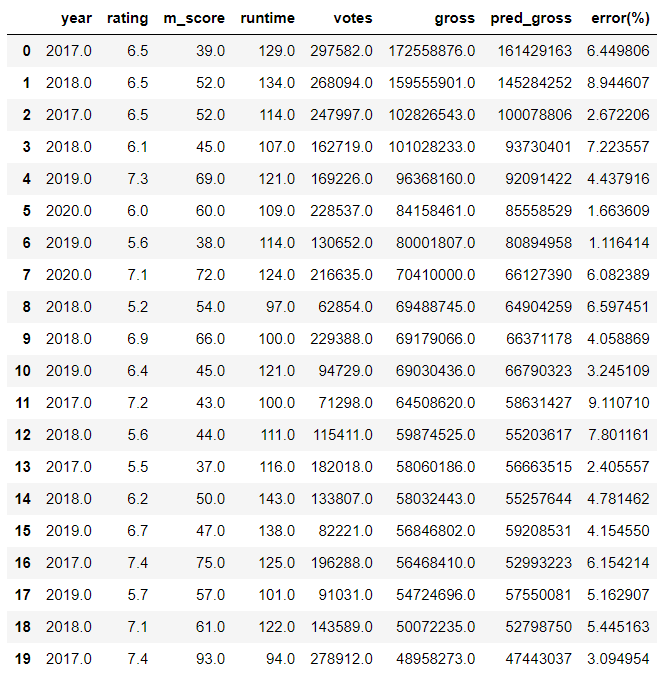 year rating m_score runtime votes gross pred_gross error(%)
0 2017.0 6.5 39.0 129.0 297582.0 172558876.0 161429163 6.449806
1 2018.0 6.5 52.0 134.0 268094.0 159555901.0 145284252 8.944607
2 2017.0 6.5 52.0 114.0 247997.0 102826543.0 100078806 2.672206
3 2018.0 6.1 45.0 107.0 162719.0 101028233.0 93730401 7.223557
4 2019.0 7.3 69.0 121.0 169226.0 96368160.0 92091422 4.437916
5 2020.0 6.0 60.0 109.0 228537.0 84158461.0 85558529 1.663609
6 2019.0 5.6 38.0 114.0 130652.0 80001807.0 80894958 1.116414
7 2020.0 7.1 72.0 124.0 216635.0 70410000.0 66127390 6.082389
8 2018.0 5.2 54.0 97.0 62854.0 69488745.0 64904259 6.597451
9 2018.0 6.9 66.0 100.0 229388.0 69179066.0 66371178 4.058869
10 2019.0 6.4 45.0 121.0 94729.0 69030436.0 66790323 3.245109
11 2017.0 7.2 43.0 100.0 71298.0 64508620.0 58631427 9.110710
12 2018.0 5.6 44.0 111.0 115411.0 59874525.0 55203617 7.801161
13 2017.0 5.5 37.0 116.0 182018.0 58060186.0 56663515 2.405557
14 2018.0 6.2 50.0 143.0 133807.0 58032443.0 55257644 4.781462
15 2019.0 6.7 47.0 138.0 82221.0 56846802.0 59208531 4.154550
16 2017.0 7.4 75.0 125.0 196288.0 56468410.0 52993223 6.154214
17 2019.0 5.7 57.0 101.0 91031.0 54724696.0 57550081 5.162907
18 2018.0 7.1 61.0 122.0 143589.0 50072235.0 52798750 5.445163
19 2017.0 7.4 93.0 94.0 278912.0 48958273.0 47443037 3.094954